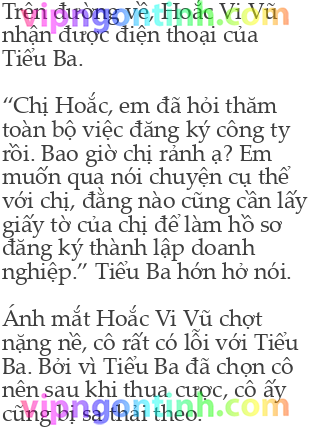 Trên đường về, Hoắc Vi Vũ
vipngontinh.com
nhận được điện thoại của
Tiểu Ba.
“Chị Hoắc, em đã hỏi thăm
toàn bộ việc đăng ký công ty
rồi. Bao giờ chị rảnh ạ? Em
muốn qua nói chuyện cụ thể
với chị, đằng nào cũng cần lấy
giấy tờ của chị để làm hồ sơ
đăng ký thành lập doanh
nghiệp.” Tiểu Ba hớn hở nói.
Ánh mắt Hoắc Vi Vũ chợt
nặng nề, cô rất có lỗi với Tiểu
Ba. Bởi vì Tiểu Ba đã chọn cô
nên sau khi thua cược, cô ấy
vipngontinh.com
cũng bị sa thải theo.